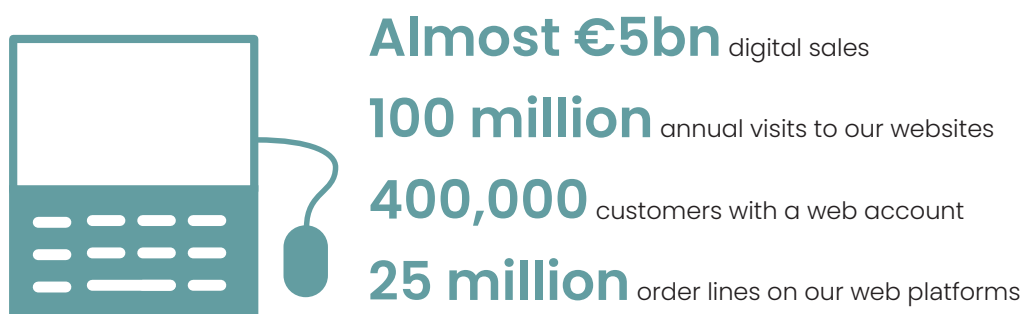 Almost €5bn digital sales
100 million annual visits to our websites
400,000 customers with a web account
25 million order lines on our web platforms